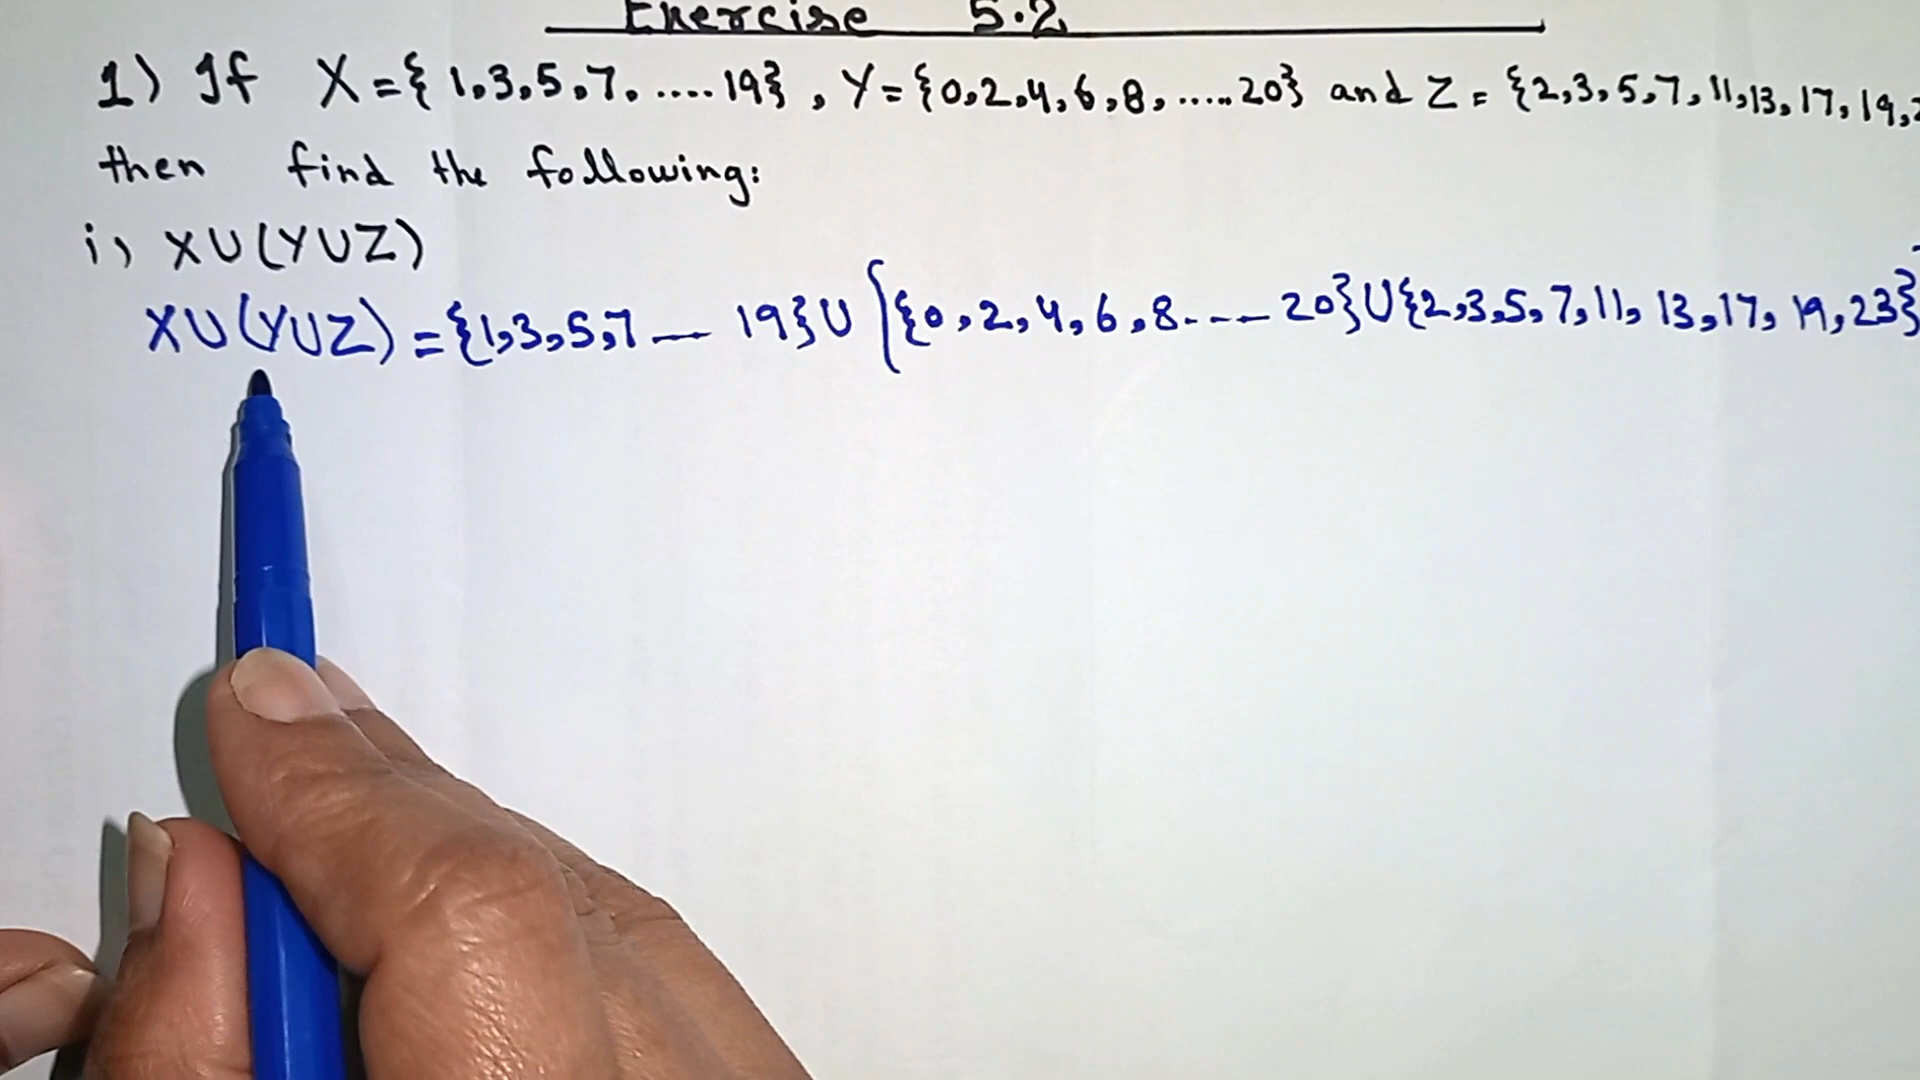 Exercise 5.2
1) If X={1,3,5,7.....19}, Y={0,2,4,6,8,.....20} and Z={2,3,5,7,11,13,17,19,
then find the following:
i) X∪(Y∪Z)
X∪(Y∪Z)={1,3,5,7--- 19}∪({0,2,4,6,8.---20}∪{2,3,5,7,11,13,17,19,23}